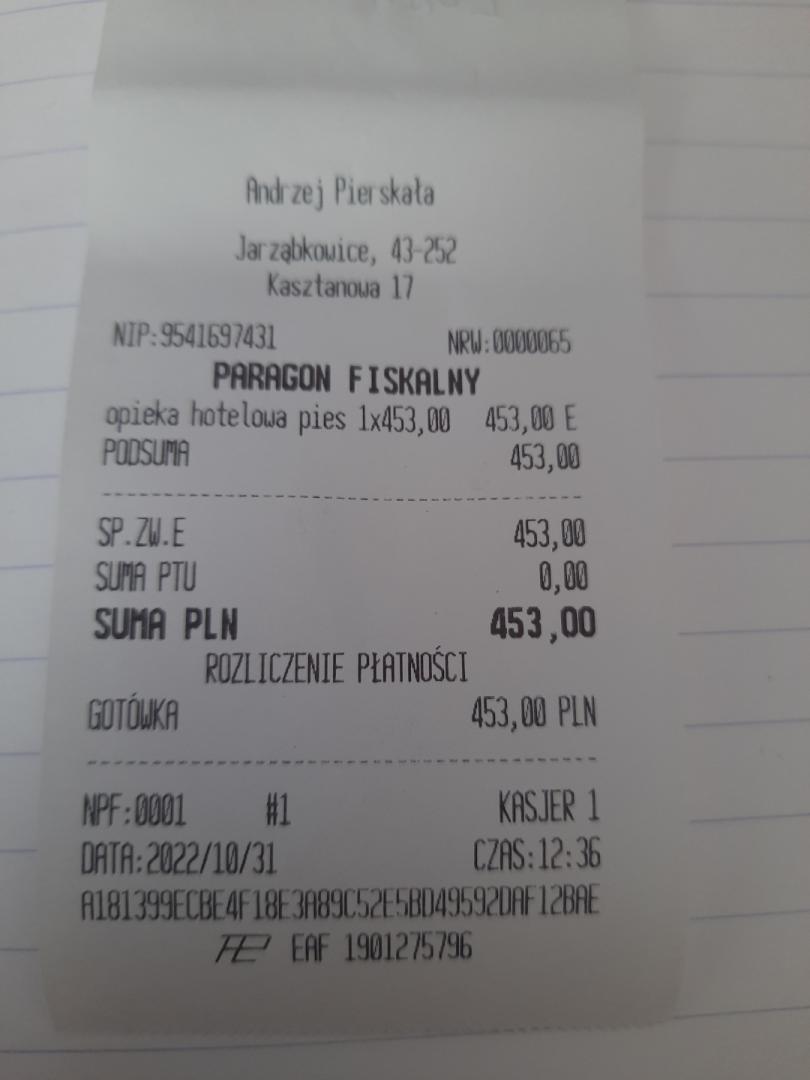 Andrzej Pierskała
Jarząbkowice, 43-252
Kasztanowa 17
NIP:9541697431 NRW:0000065
PARAGON FISKALNY
opieka hotelowa pies 1x453,00 453,00 E
PODSUMA 453,00
SP.ZW.E 453,00
SUMA PTU 0,00
SUMA PLN 453,00
ROZLICZENIE PŁATNOŚCI
GOTÓWKA 453,00 PLN
NPF:0001 #1 KASJER 1
DATA:2022/10/31 CZAS:12:36
A181399ECBE4F18E3A89C52E5BD49592DAF12BAE
EAF 1901275796